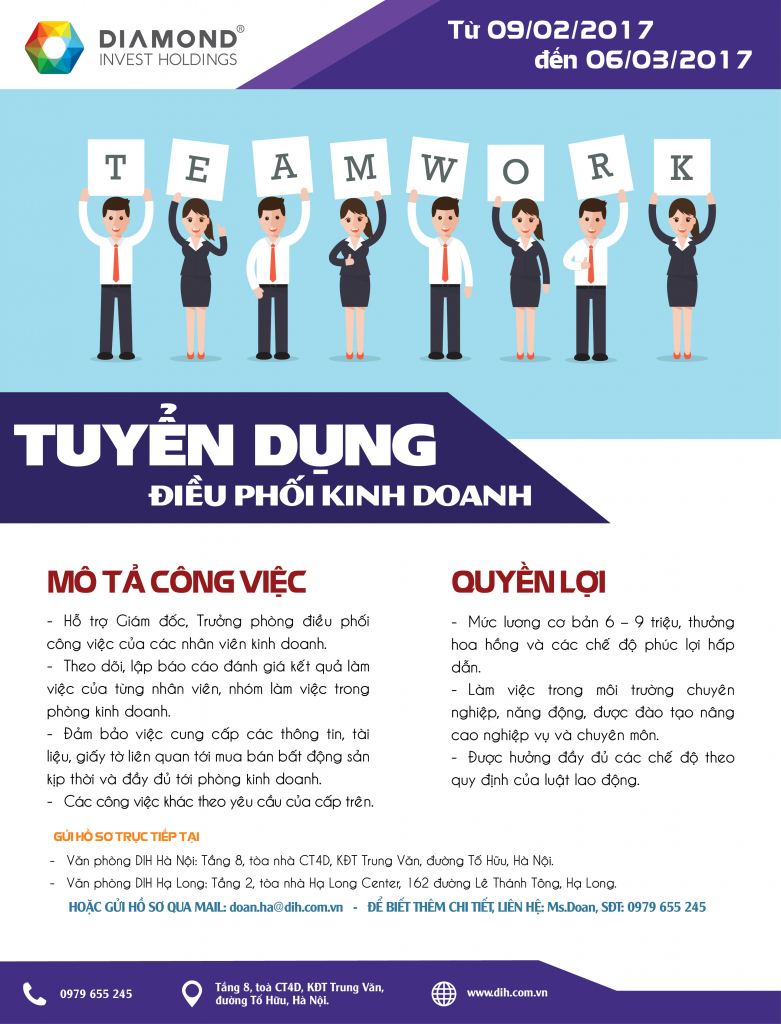 DIAMOND®
INVEST HOLDINGS
Từ 09/02/2017
đến 06/03/2017
T E A M W O R K
TUYỂN DỤNG
ĐIỀU PHỐI KINH DOANH
MÔ TẢ CÔNG VIỆC
- Hỗ trợ Giám đốc, Trưởng phòng điều phối
công việc của các nhân viên kinh doanh.
- Theo dõi, lập báo cáo đánh giá kết quả làm
việc của từng nhân viên, nhóm làm việc trong
phòng kinh doanh.
- Đảm bảo việc cung cấp các thông tin, tài
liệu, giấy tờ liên quan tới mua bán bất động sản
kịp thời và đầy đủ tới phòng kinh doanh.
- Các công việc khác theo yêu cầu của cấp trên.
QUYỀN LỢI
- Mức lương cơ bản 6 – 9 triệu, thưởng
hoa hồng và các chế độ phúc lợi hấp
dẫn.
- Làm việc trong môi trường chuyên
nghiệp, năng động, được đào tạo nâng
cao nghiệp vụ và chuyên môn.
- Được hưởng đầy đủ các chế độ theo
quy định của luật lao động.
GỬI HỒ SƠ TRỰC TIẾP TẠI
- Văn phòng DIH Hà Nội: Tầng 8, tòa nhà CT4D, KĐT Trung Văn, đường Tố Hữu, Hà Nội.
- Văn phòng DIH Hạ Long: Tầng 2, tòa nhà Hạ Long Center, 162 đường Lê Thánh Tông, Hạ Long.
HOẶC GỬI HỒ SƠ QUA MAIL: doan.ha@dih.com.vn - ĐỂ BIẾT THÊM CHI TIẾT, LIÊN HỆ: Ms.Doan, SĐT: 0979 655 245
0979 655 245
Tầng 8, toà CT4D, KĐT Trung Văn,
đường Tố Hữu, Hà Nội.
www.dih.com.vn